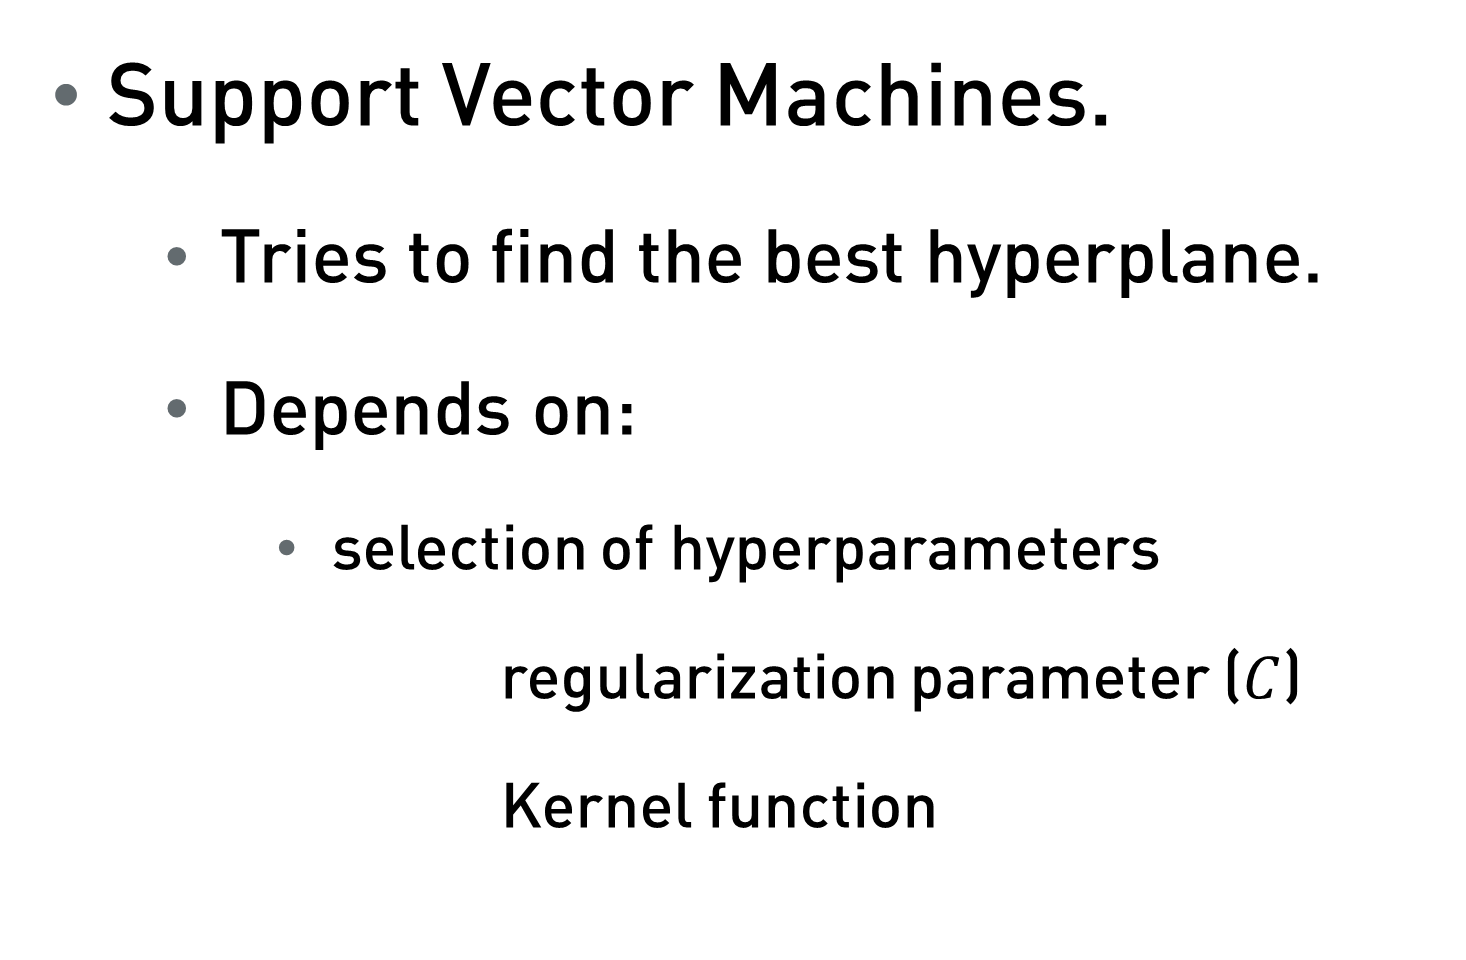 • Support Vector Machines.
• Tries to find the best hyperplane.
• Depends on:
• selection of hyperparameters
regularization parameter (C)
Kernel function